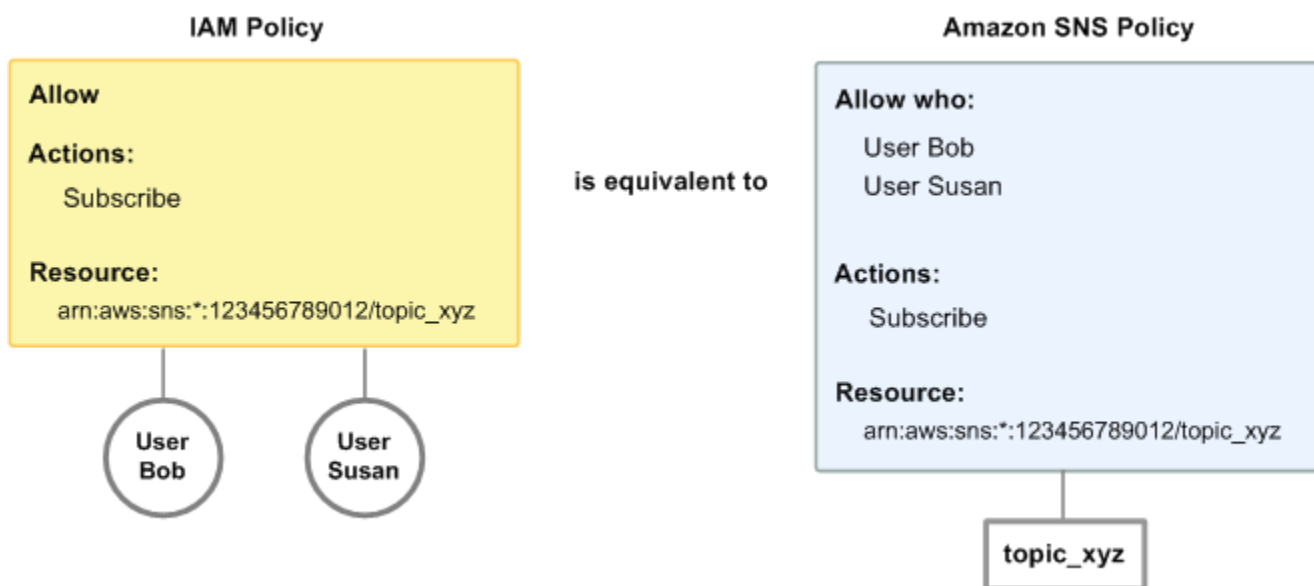 IAM Policy
Allow
Actions:
Subscribe
Resource:
arn:aws:sns:*:123456789012/topic_xyz
User
Bob
User
Susan
is equivalent to
Amazon SNS Policy
Allow who:
User Bob
User Susan
Actions:
Subscribe
Resource:
arn:aws:sns:*:123456789012/topic_xyz
topic_xyz